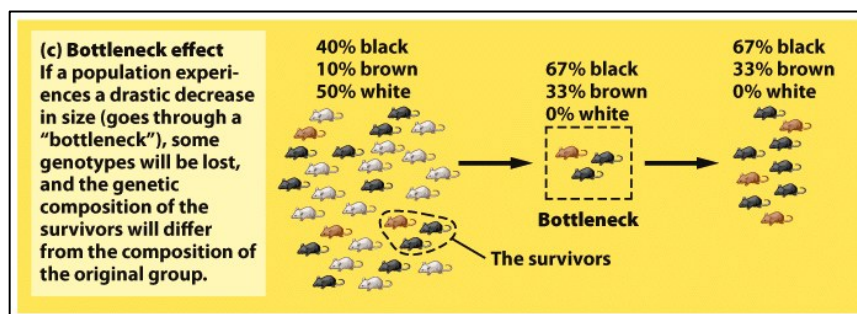 (c) Bottleneck effect
If a population experi-
ences a drastic decrease
in size (goes through a
“bottleneck”), some
genotypes will be lost,
and the genetic
composition of the
survivors will differ
from the composition of
the original group.
40% black
10% brown
50% white
67% black
33% brown
0% white
Bottleneck
67% black
33% brown
0% white
The survivors